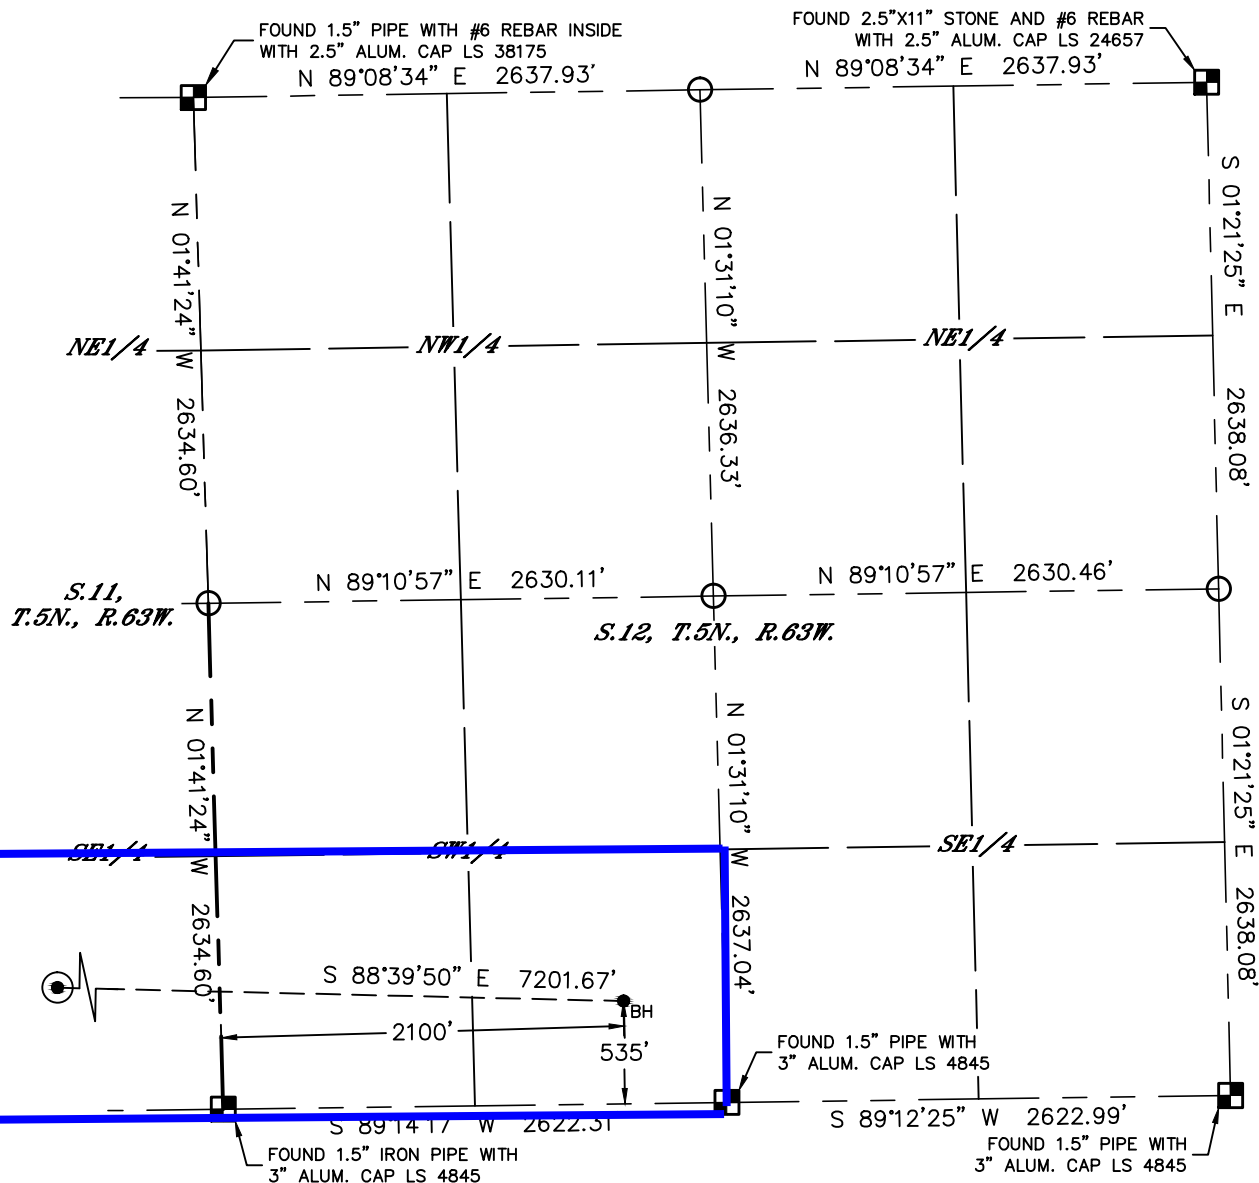 FOUND 1.5" PIPE WITH #6 REBAR INSIDE
WITH 2.5" ALUM. CAP LS 38175
FOUND 2.5"X11" STONE AND #6 REBAR
WITH 2.5" ALUM. CAP LS 24657
N 89°08'34" E 2637.93'
N 89°08'34" E 2637.93'
N 01°41'24" W 2634.60'
N 01°31'10" W 2636.33'
S 01°21'25" E 2638.08'
NE1/4
NW1/4
NE1/4
N 89°10'57" E 2630.11'
N 89°10'57" E 2630.46'
S.11,
T.5N., R.63W.
S.12, T.5N., R.63W.
N 01°41'24" W 2634.60'
N 01°31'10" W 2637.04'
S 01°21'25" E 2638.08'
SE1/4
SW1/4
SE1/4
S 88°39'50" E 7201.67'
BH
2100'
535'
FOUND 1.5" PIPE WITH
3" ALUM. CAP LS 4845
S 89°14'17" W 2622.31'
S 89°12'25" W 2622.99'
FOUND 1.5" IRON PIPE WITH
3" ALUM. CAP LS 4845
FOUND 1.5" PIPE WITH
3" ALUM. CAP LS 4845